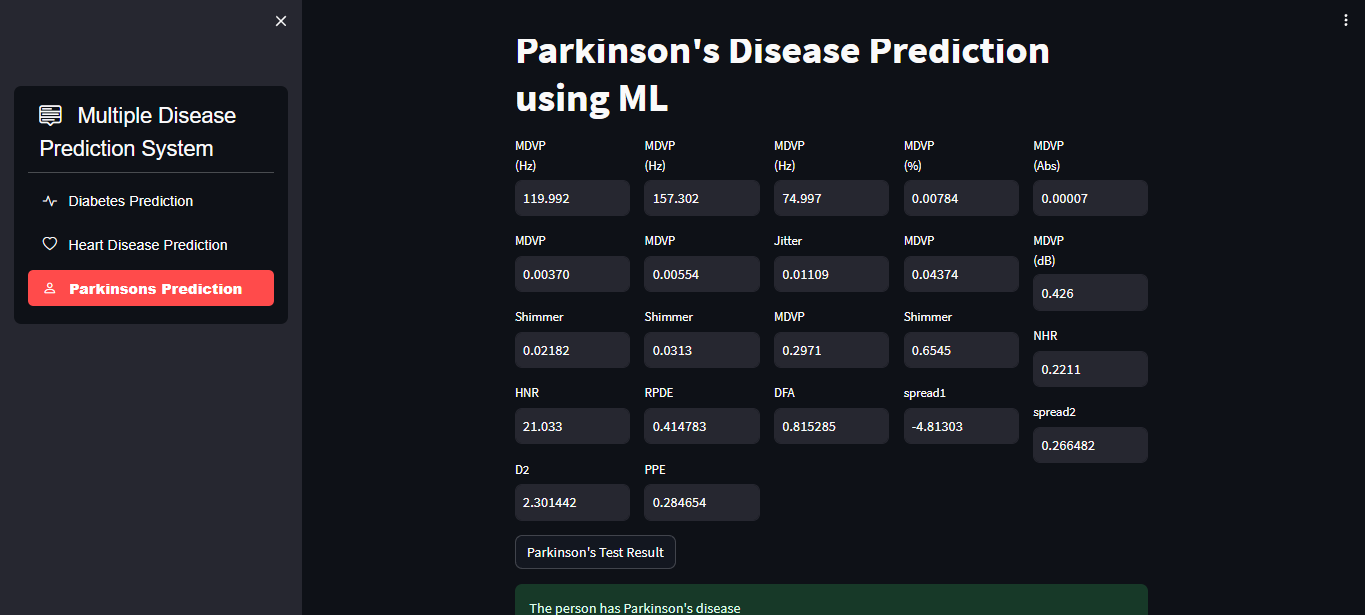 Multiple Disease
Prediction System
Diabetes Prediction
Heart Disease Prediction
Parkinsons Prediction
Parkinson's Disease Prediction
using ML
MDVP MDVP MDVP MDVP MDVP
(Hz) (Hz) (Hz) (%) (Abs)
119.992 157.302 74.997 0.00784 0.00007
MDVP MDVP Jitter MDVP MDVP
(dB)
0.00370 0.00554 0.01109 0.04374 0.426
Shimmer Shimmer MDVP Shimmer NHR
0.02182 0.0313 0.2971 0.6545 0.2211
HNR RPDE DFA spread1 spread2
21.033 0.414783 0.815285 -4.81303 0.266482
D2 PPE
2.301442 0.284654
Parkinson's Test Result
The person has Parkinson's disease